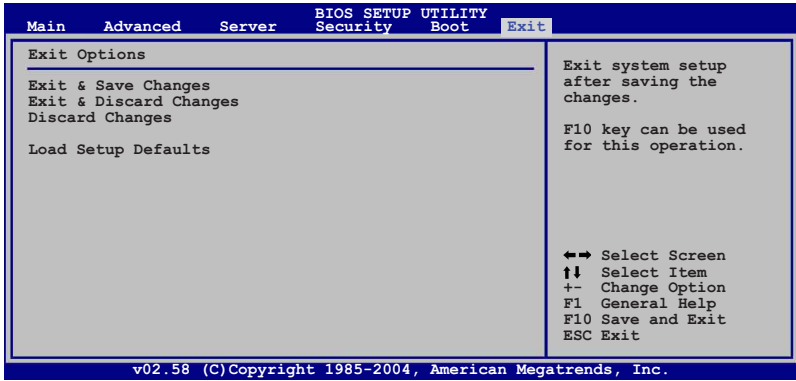 BIOS SETUP UTILITY
Main Advanced Server Security Boot Exit
Exit Options
Exit & Save Changes
Exit & Discard Changes
Discard Changes
Load Setup Defaults
Exit system setup
after saving the
changes.
F10 key can be used
for this operation.
←→ Select Screen
↑↓ Select Item
+- Change Option
F1 General Help
F10 Save and Exit
ESC Exit
v02.58 (C)Copyright 1985-2004, American Megatrends, Inc.